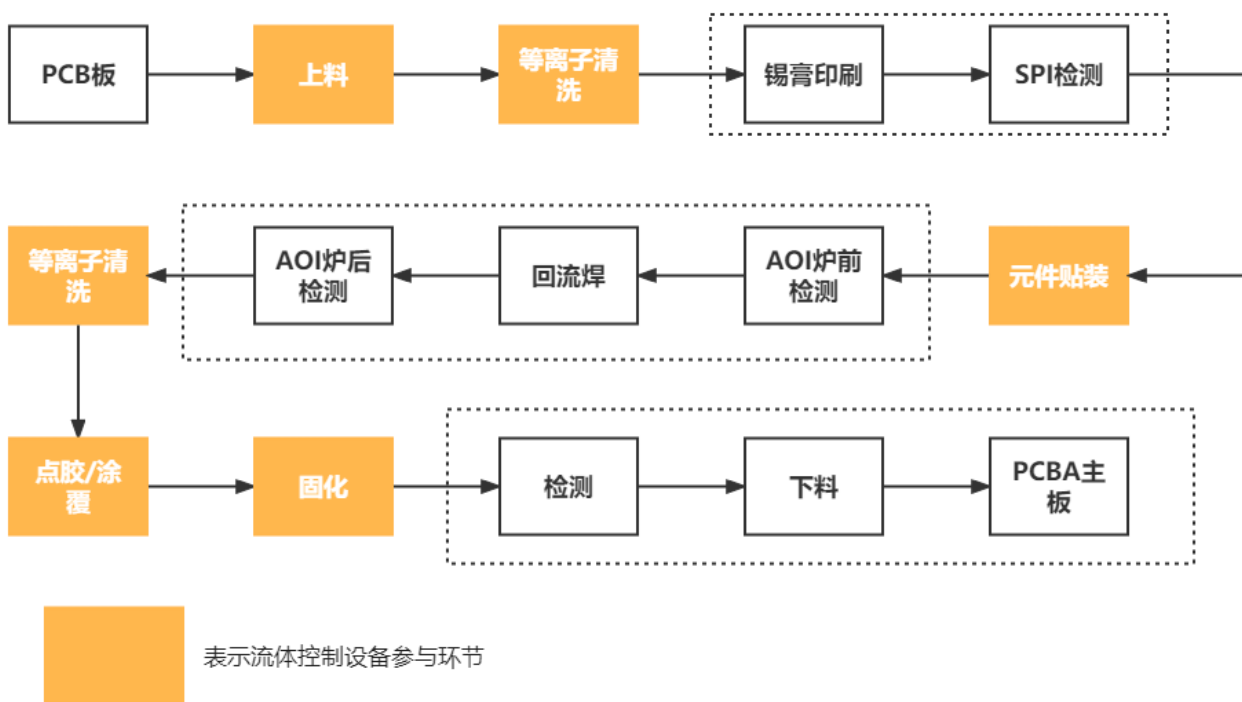 PCB板
上料
等离子清
洗
锡膏印刷
SPI检测
等离子清
洗
AOI炉后
检测
回流焊
AOI炉前
检测
元件贴装
点胶/涂
覆
固化
检测
下料
PCBA主
板
表示流体控制设备参与环节